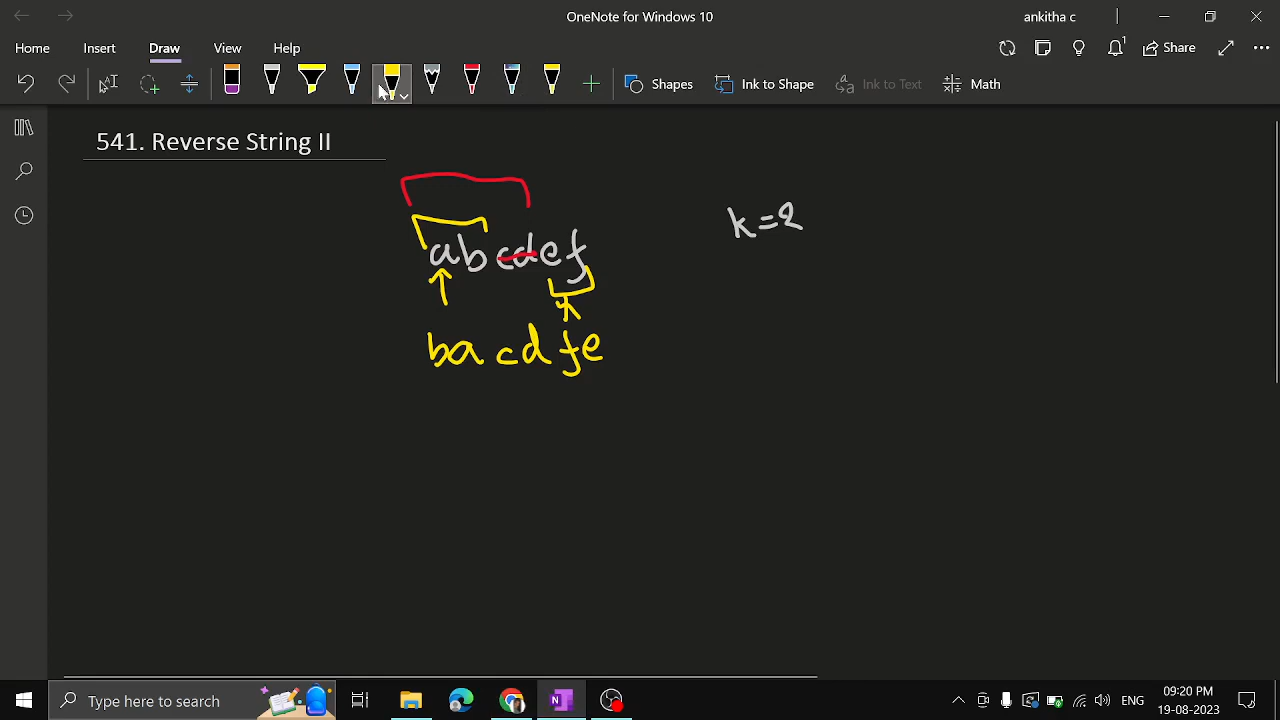 OneNote for Windows 10
ankitha c
Home Insert Draw View Help
Share
Shapes Ink to Shape Ink to Text Math
541. Reverse String II
k=2
abcdef
ba cd fe
Type here to search
ENG
09:20 PM
19-08-2023